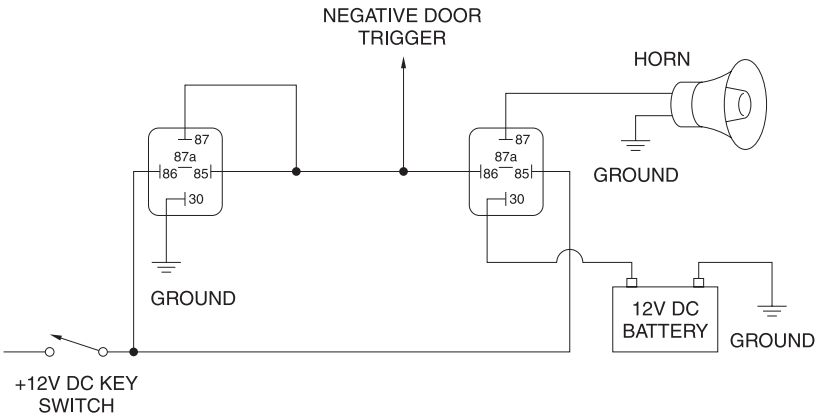 NEGATIVE DOOR
TRIGGER
HORN
87
87a
86
85
30
GROUND
87
87a
86
85
30
GROUND
12V DC
BATTERY
GROUND
+12V DC KEY
SWITCH